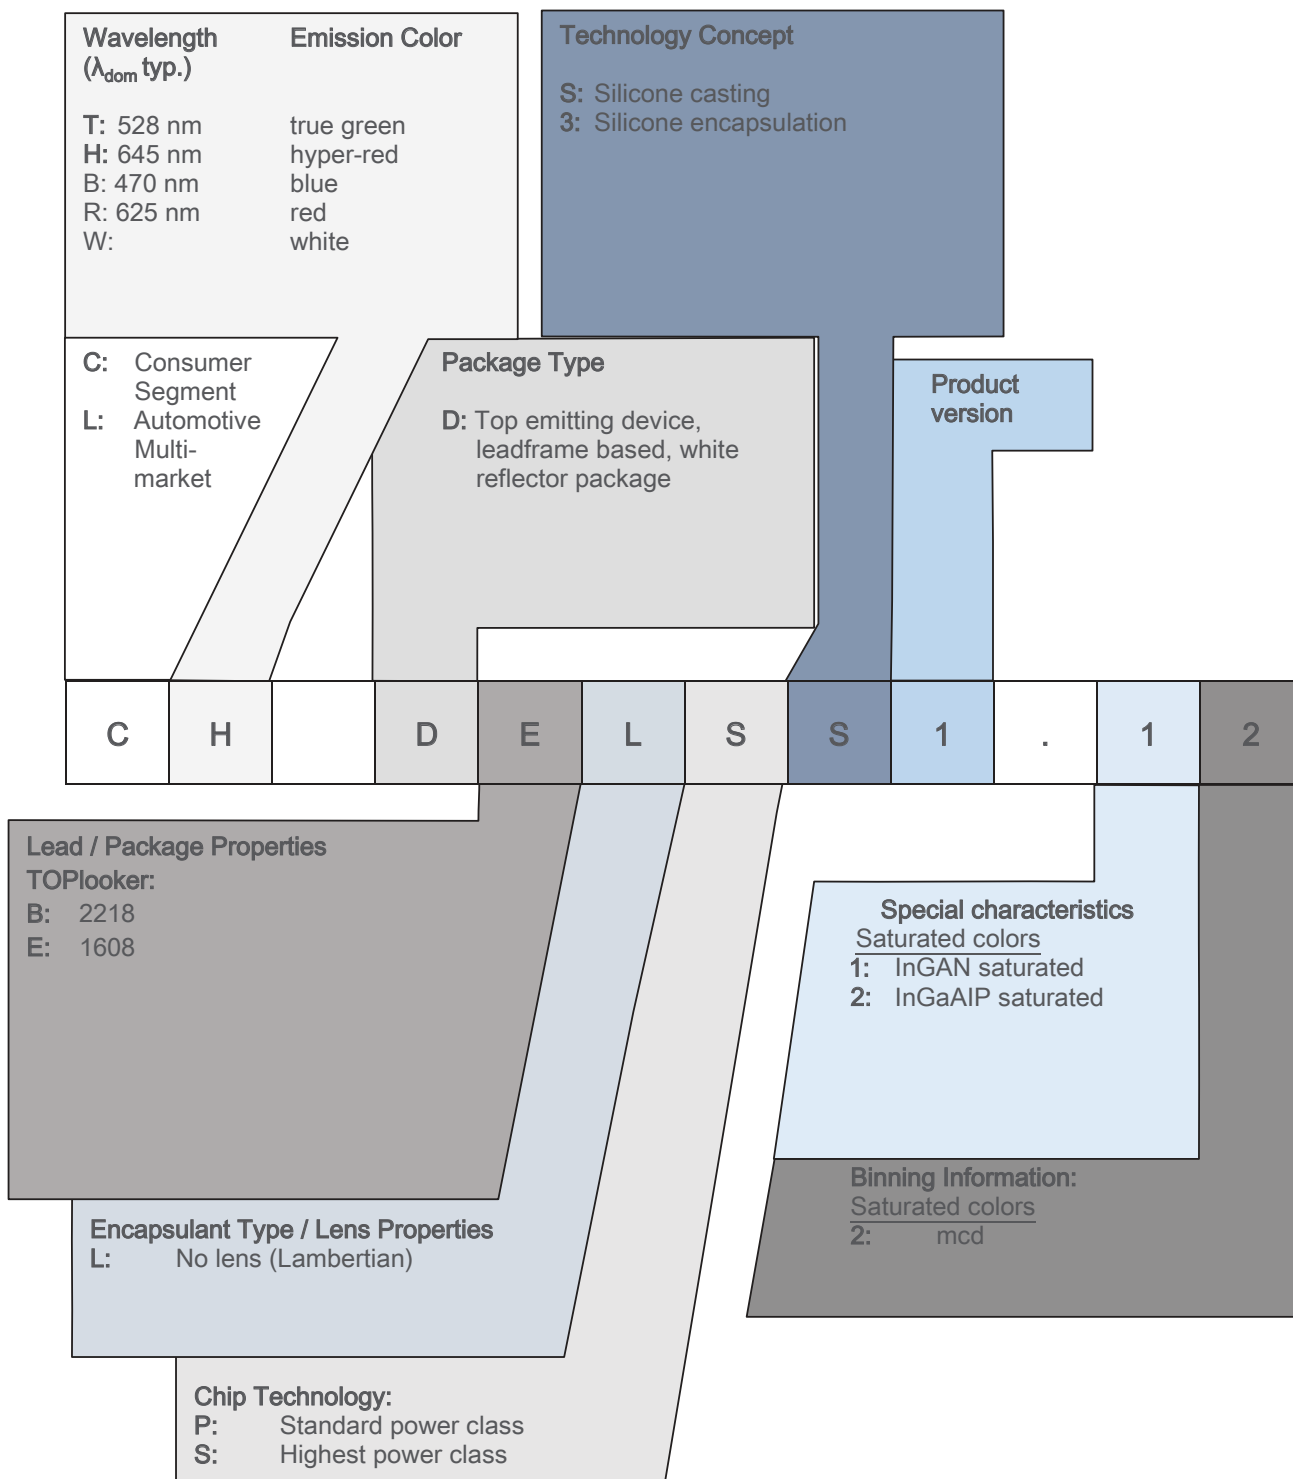 Wavelength Emission Color
(λdom typ.)
T: 528 nm true green
H: 645 nm hyper-red
B: 470 nm blue
R: 625 nm red
W: white
Technology Concept
S: Silicone casting
3: Silicone encapsulation
C: Consumer
Segment
L: Automotive
Multi-
market
Package Type
D: Top emitting device,
leadframe based, white
reflector package
Product
version
C H D E L S S 1 . 1 2
Lead / Package Properties
TOPlooker:
B: 2218
E: 1608
Special characteristics
Saturated colors
1: InGAN saturated
2: InGaAlP saturated
Binning Information:
Saturated colors
2: mcd
Encapsulant Type / Lens Properties
L: No lens (Lambertian)
Chip Technology:
P: Standard power class
S: Highest power class